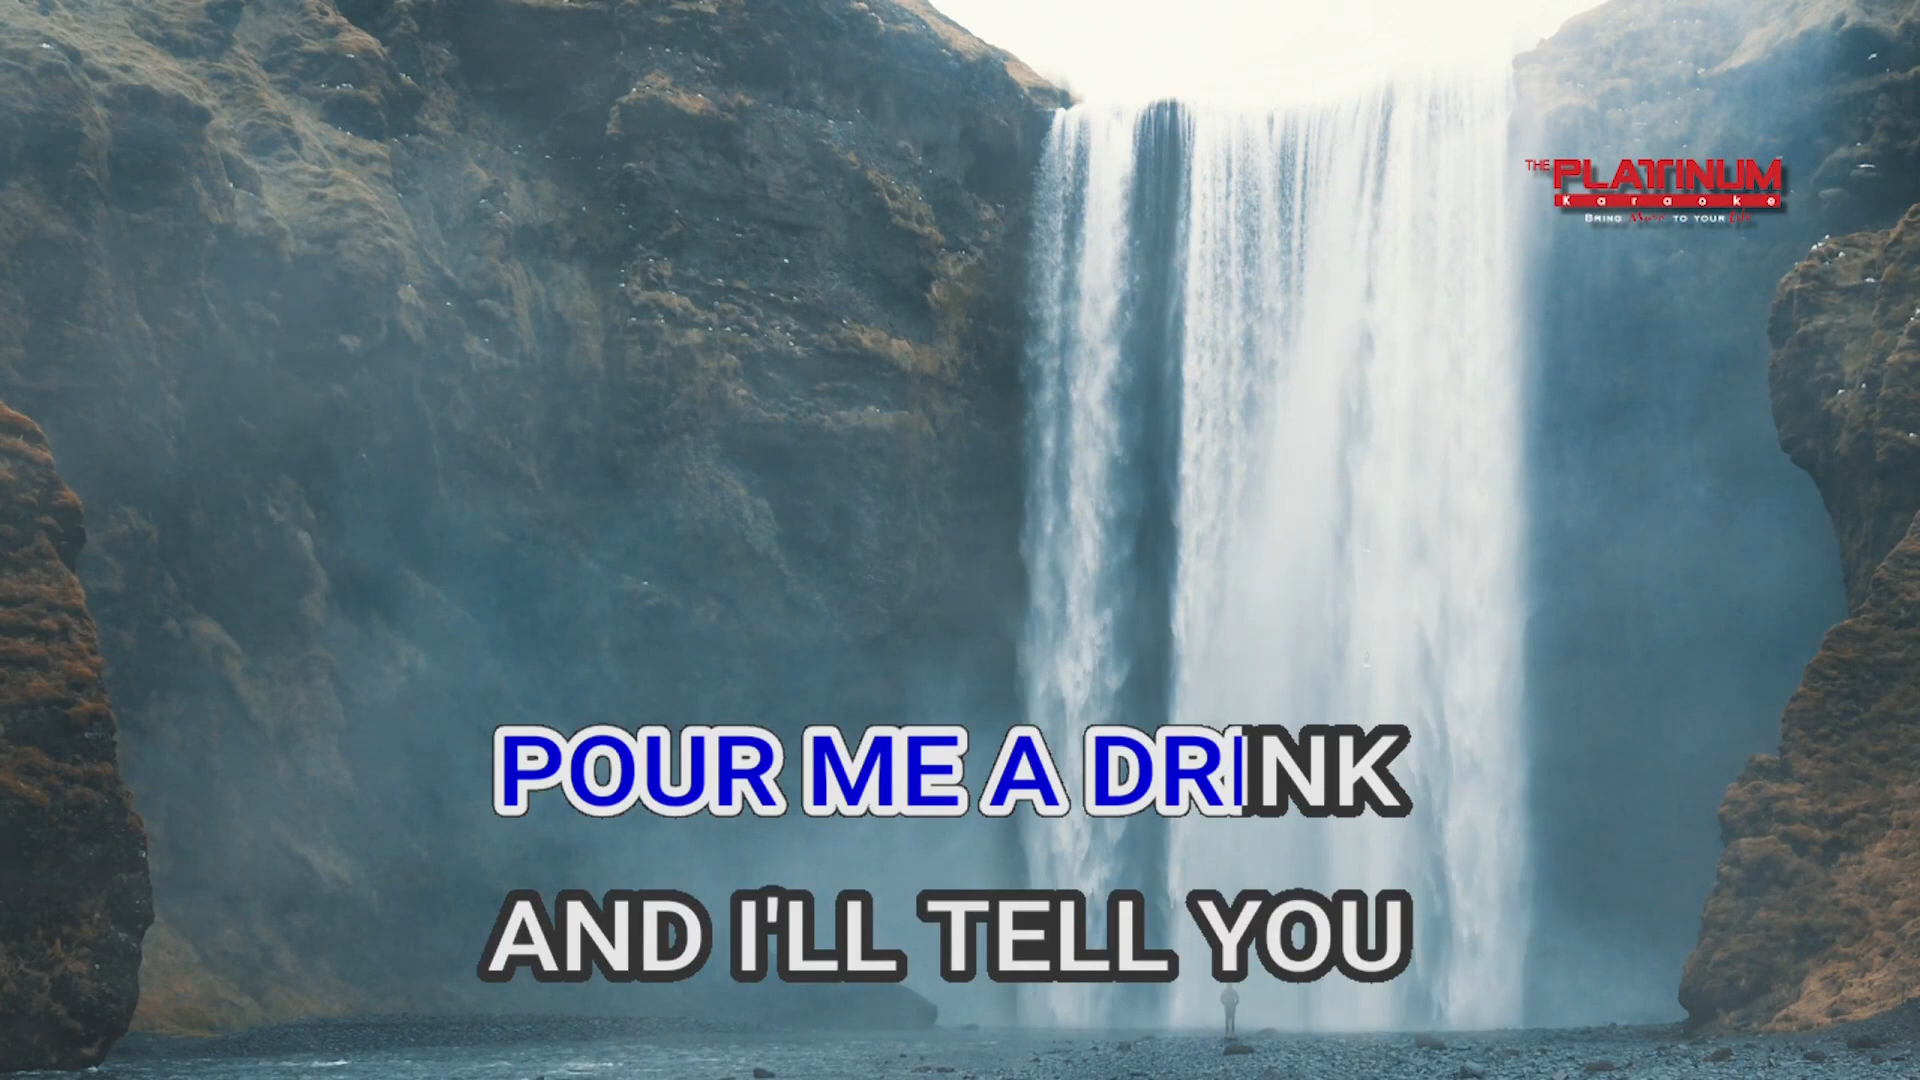 THE PLATINUM
Karaoke
BRING Music TO YOUR Life
POUR ME A DRINK
AND I'LL TELL YOU